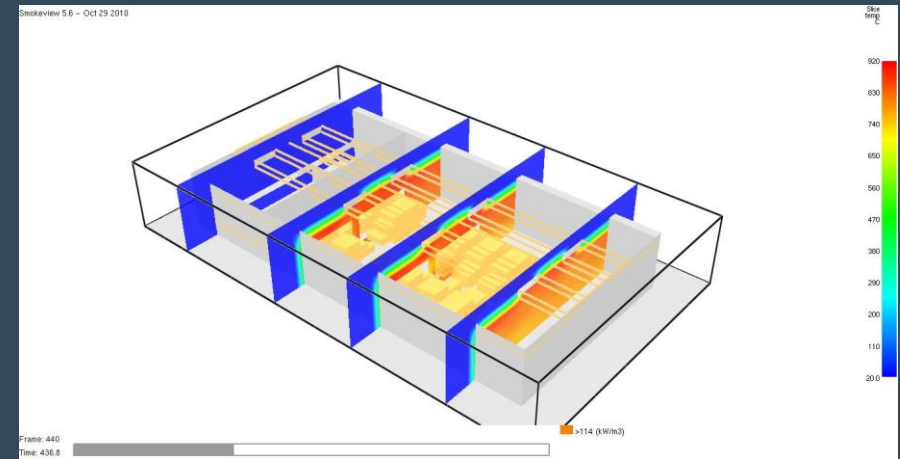 Smokeview 5.6 - Oct 29 2010
Slice
temp
C
920
830
740
650
560
470
380
290
200
110
20.0
>114 (kW/m3)
Frame: 440
Time: 436.8